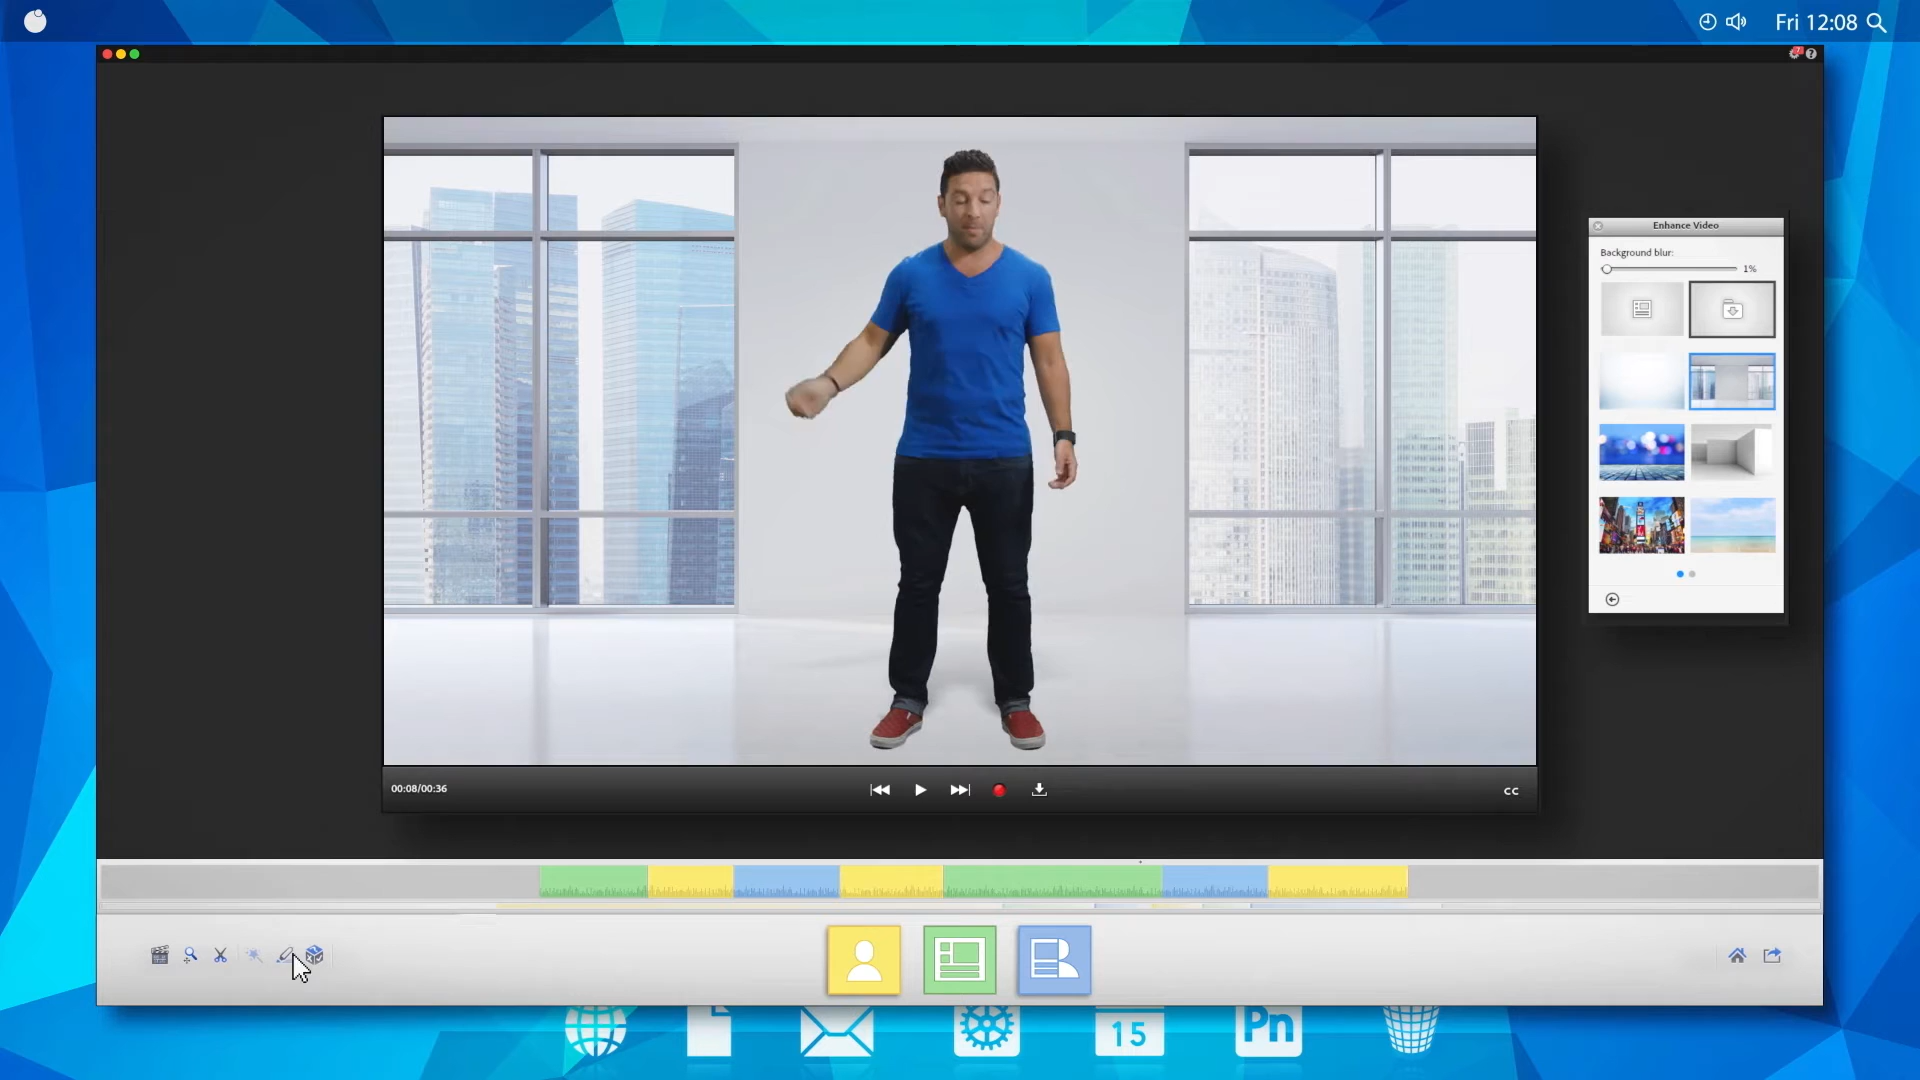 Fri 12:08
Enhance Video
Background blur:
1%
00:08/00:36
CC
15
Pn